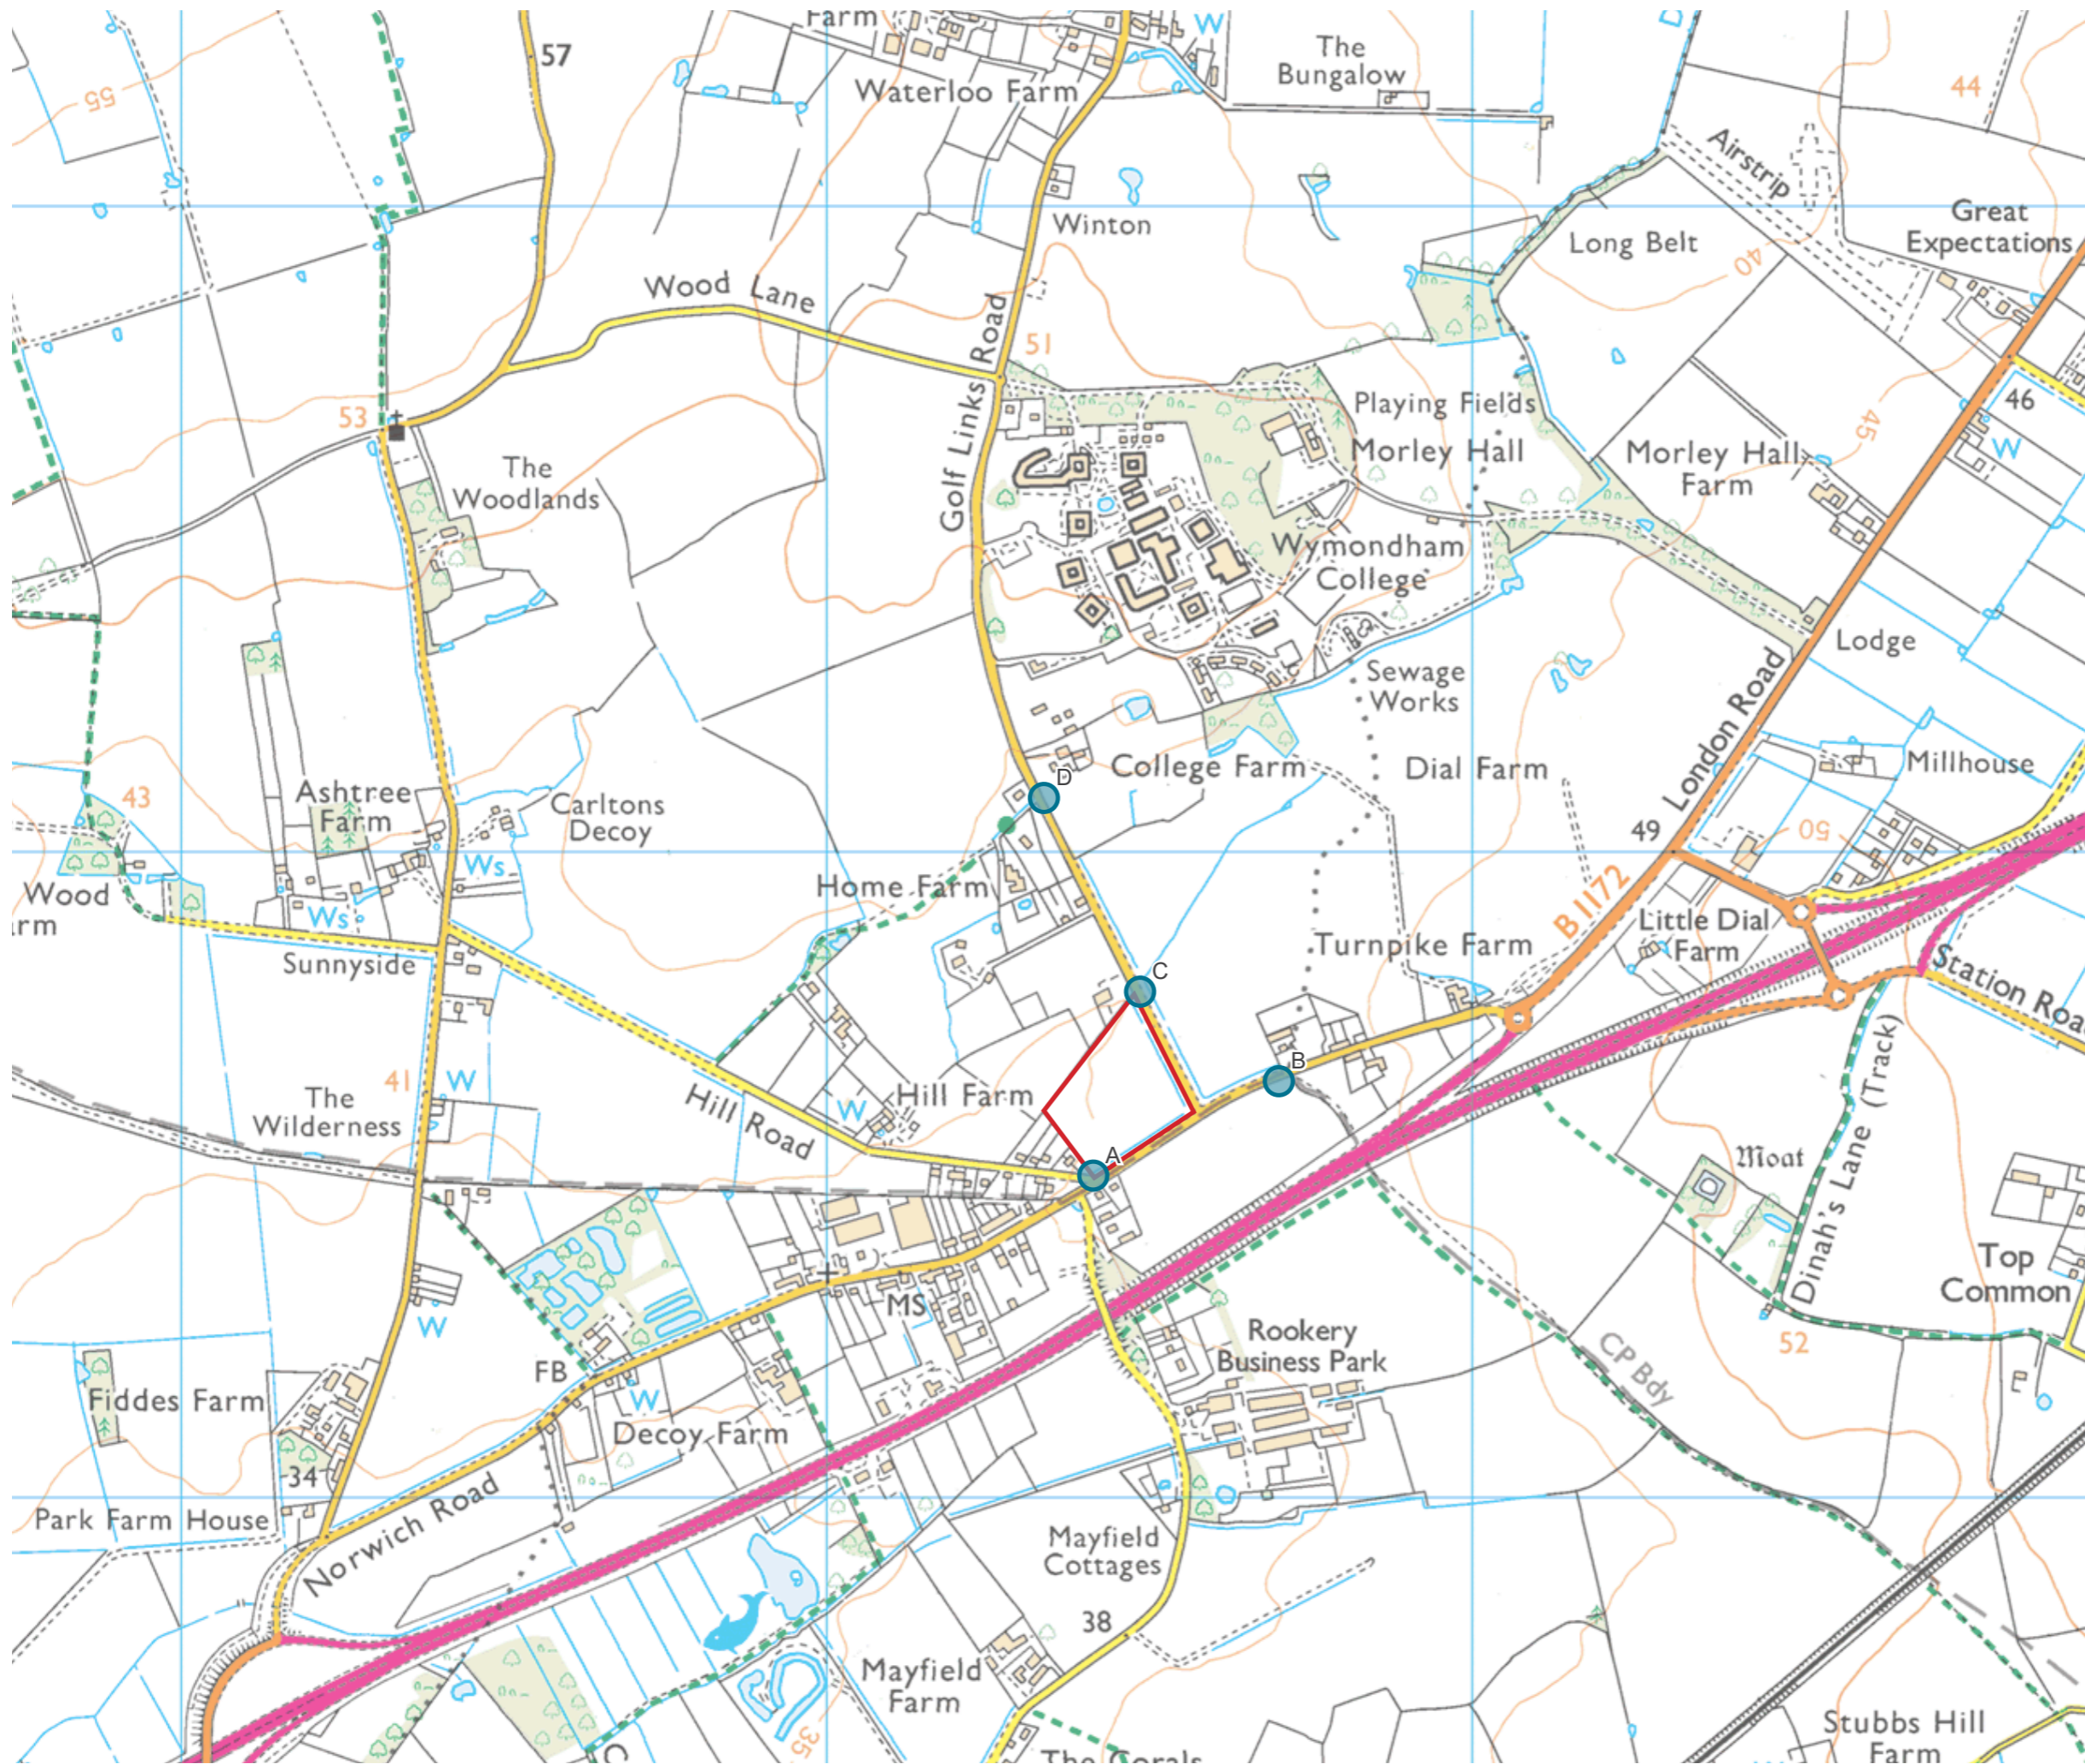 Farm
W
57
The
Bungalow
44
55
Waterloo Farm
Airstrip
Great
Expectations
Winton
Long Belt
40
Wood Lane
51
Golf Links Road
53
46
45
W
Playing Fields
Morley Hall
Morley Hall
Farm
The
Woodlands
Wymondham
College
Lodge
Sewage
Works
London Road
College Farm
Dial Farm
Millhouse
D
43
Ashtree
Farm
Carltons
Decoy
49
50
Ws
Wood
Home Farm
Ws
B1172
Little Dial
Farm
Sunnyside
Turnpike Farm
Station Road
C
41
W
The
Wilderness
B
Hill Road
W
Hill Farm
Dinah's Lane (Track)
Moat
A
Top
Common
MS
W
Rookery
Business Park
52
CP Bdy
FB
W
Fiddes Farm
Decoy Farm
34
Park Farm House
Norwich Road
Mayfield
Cottages
38
Mayfield
Farm
35
Stubbs Hill
Farm
The Corals